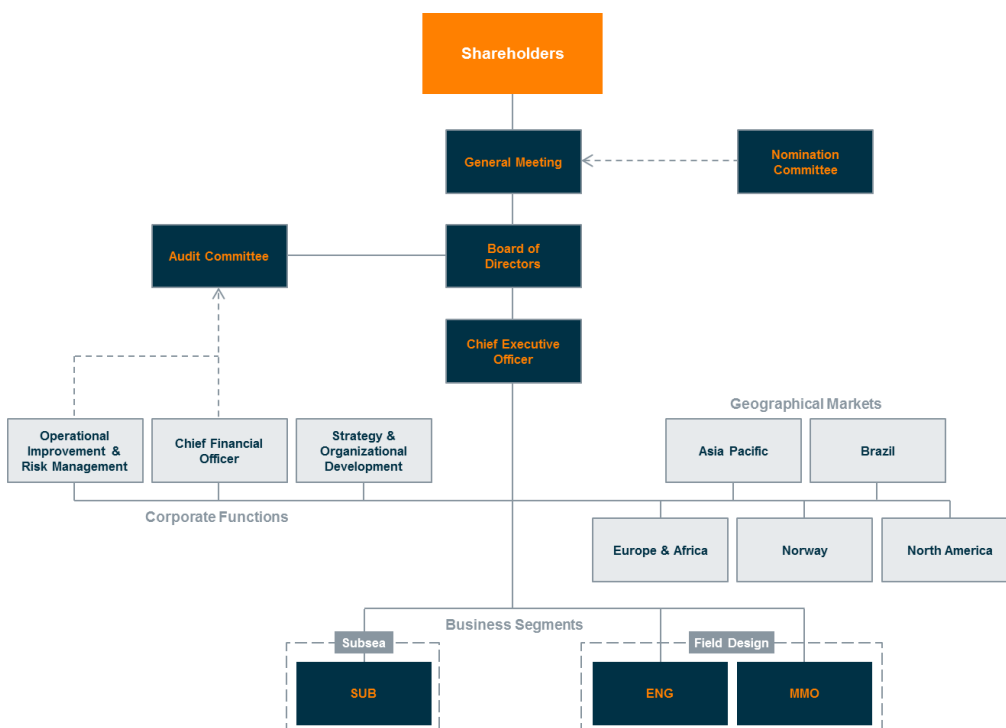 Shareholders
General Meeting
Nomination
Committee
Audit Committee
Board of
Directors
Chief Executive
Officer
Geographical Markets
Operational
Improvement &
Risk Management
Chief Financial
Officer
Strategy &
Organizational
Development
Asia Pacific
Brazil
Corporate Functions
Europe & Africa
Norway
North America
Business Segments
Subsea
Field Design
SUB
ENG
MMO